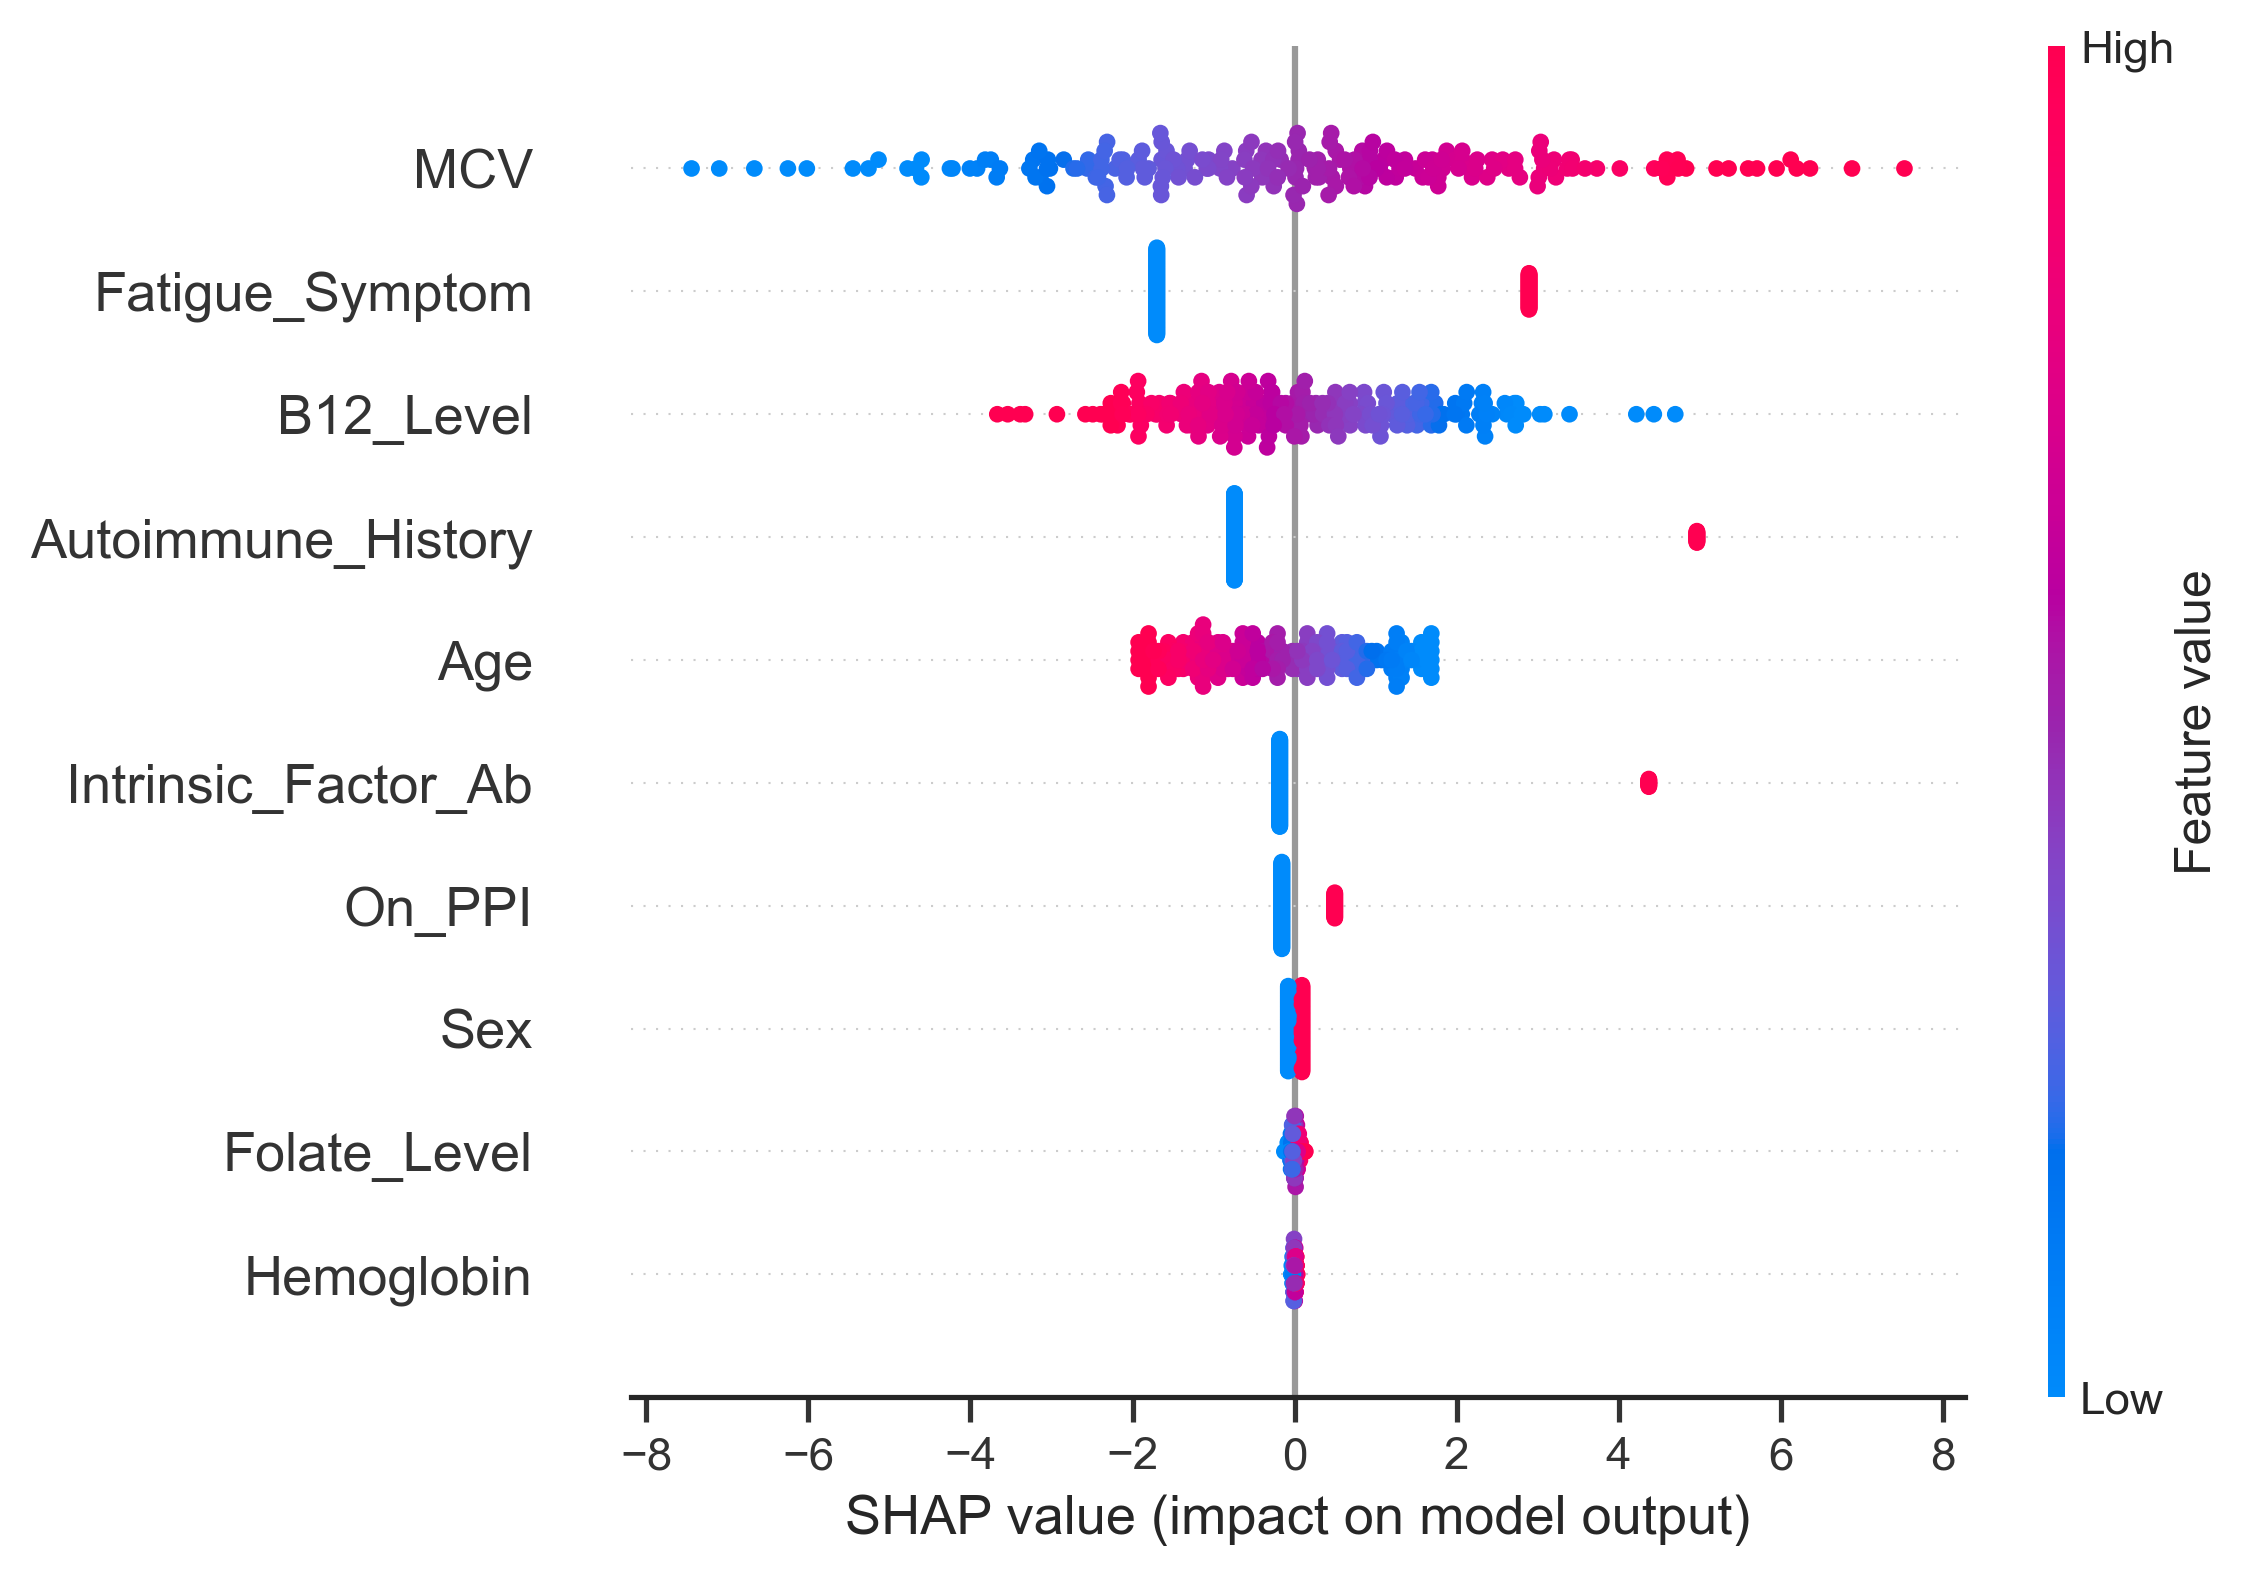 High
MCV
Fatigue_Symptom
B12_Level
Autoimmune_History
Age
Intrinsic_Factor_Ab
On_PPI
Sex
Folate_Level
Hemoglobin
Feature value
Low
−8 −6 −4 −2 0 2 4 6 8
SHAP value (impact on model output)